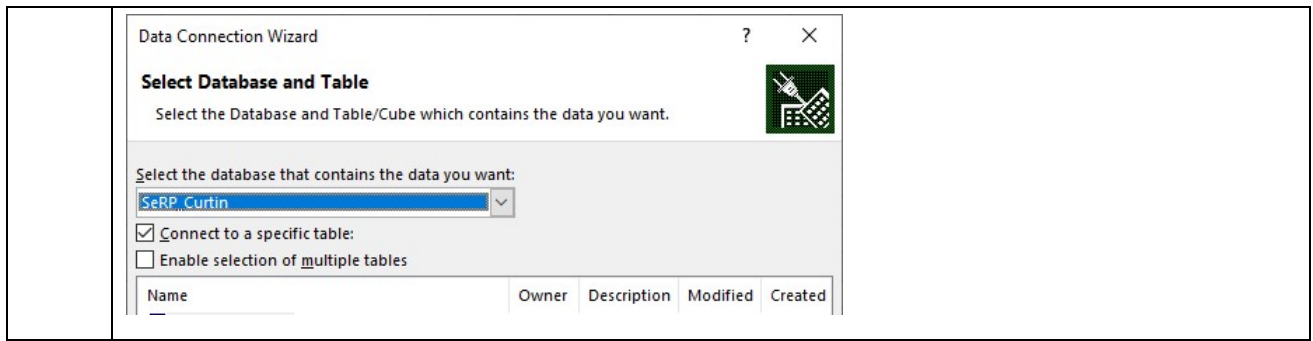 Data Connection Wizard ?
Select Database and Table
Select the Database and Table/Cube which contains the data you want.
Select the database that contains the data you want:
SeRP_Curtin
Connect to a specific table:
Enable selection of multiple tables
Name Owner Description Modified Created